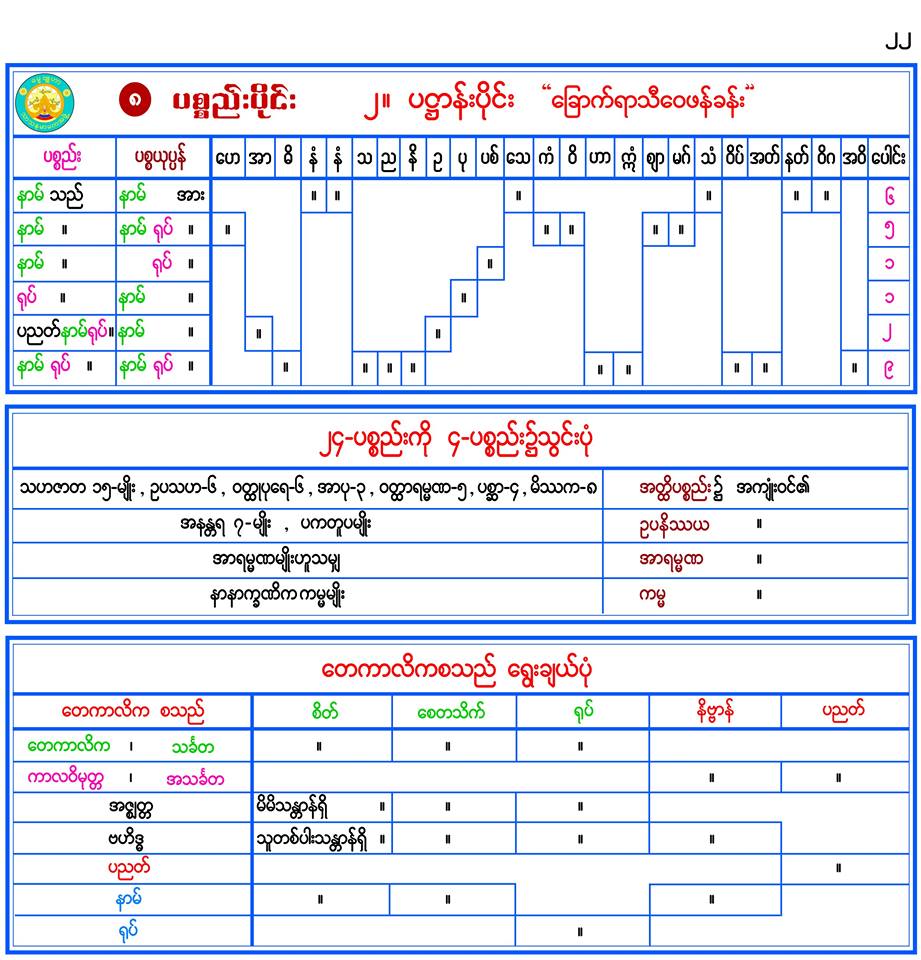 ၂၂
၈ ပစ္စည်းပိုင်း ၂။ ပဋ္ဌာန်းပိုင်း “ခြောက်ရာသီဝေဖန်ခန်း”
ပစ္စည်း ပစ္စယုပ္ပန် ဟေ အာ ဓိ နံ နံ သ ည နိ ဥ ပု ပစ် သေ ကံ ဝိ ဟာ ဣ ဈာ မဂ် သံ ဝိပ် အတ် နတ် ဝိဂ အဝိ ပေါင်း
နာမ် သည် နာမ် အား ။ ။ ။ ။ ။ ။ ၆
နာမ် ။ နာမ် ရုပ် ။ ။ ။ ။ ။ ။ ၅
နာမ် ။ ရုပ် ။ ။ ၁
ရုပ် ။ နာမ် ။ ။ ၁
ပညတ်နာမ်ရုပ်။ နာမ် ။ ။ ။ ၂
နာမ် ရုပ် ။ နာမ် ရုပ် ။ ။ ။ ။ ။ ။ ။ ။ ။ ။ ၉
၂၄-ပစ္စည်းကို ၄-ပစ္စည်း၌သွင်းပုံ
သဟဇာတ ၁၅-မျိုး , ဥပသဟ-၆ , ဝတ္ထုပုရေ-၆ , အာပု-၃ , ဝတ္ထာရမ္မဏ-၅ , ပစ္ဆာ-၄ , မိဿက-၈ အတ္ထိပစ္စည်း၌ အကျုံးဝင်၏
အနန္တရ ၇-မျိုး , ပကတူပမျိုး ဥပနိဿယ ။
အာရမ္မဏမျိုးဟူသမျှ အာရမ္မဏ ။
နာနာက္ခဏိက ကမ္မမျိုး ကမ္မ ။
တေကာလိကစသည် ရွေးချယ်ပုံ
တေကာလိက စသည် စိတ် စေတသိက် ရုပ် နိဗ္ဗာန် ပညတ်
တေကာလိက ၊ သင်္ခတ ။ ။ ။
ကာလဝိမုတ္တ ၊ အသင်္ခတ ။ ။
အဇ္ဈတ္တ မိမိသန္တာန်ရှိ ။ ။ ။
ဗဟိဒ္ဓ သူတစ်ပါးသန္တာန်ရှိ ။ ။ ။ ။
ပညတ် ။
နာမ် ။ ။ ။
ရုပ် ။